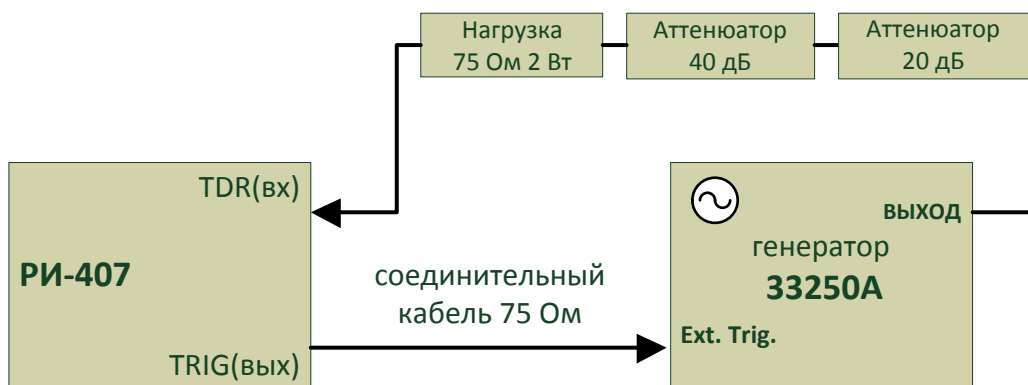 Нагрузка
75 Ом 2 Вт
Аттенюатор
40 дБ
Аттенюатор
20 дБ
TDR(вх)
РИ-407
TRIG(вых)
соединительный
кабель 75 Ом
ВЫХОД
генератор
33250А
Ext. Trig.